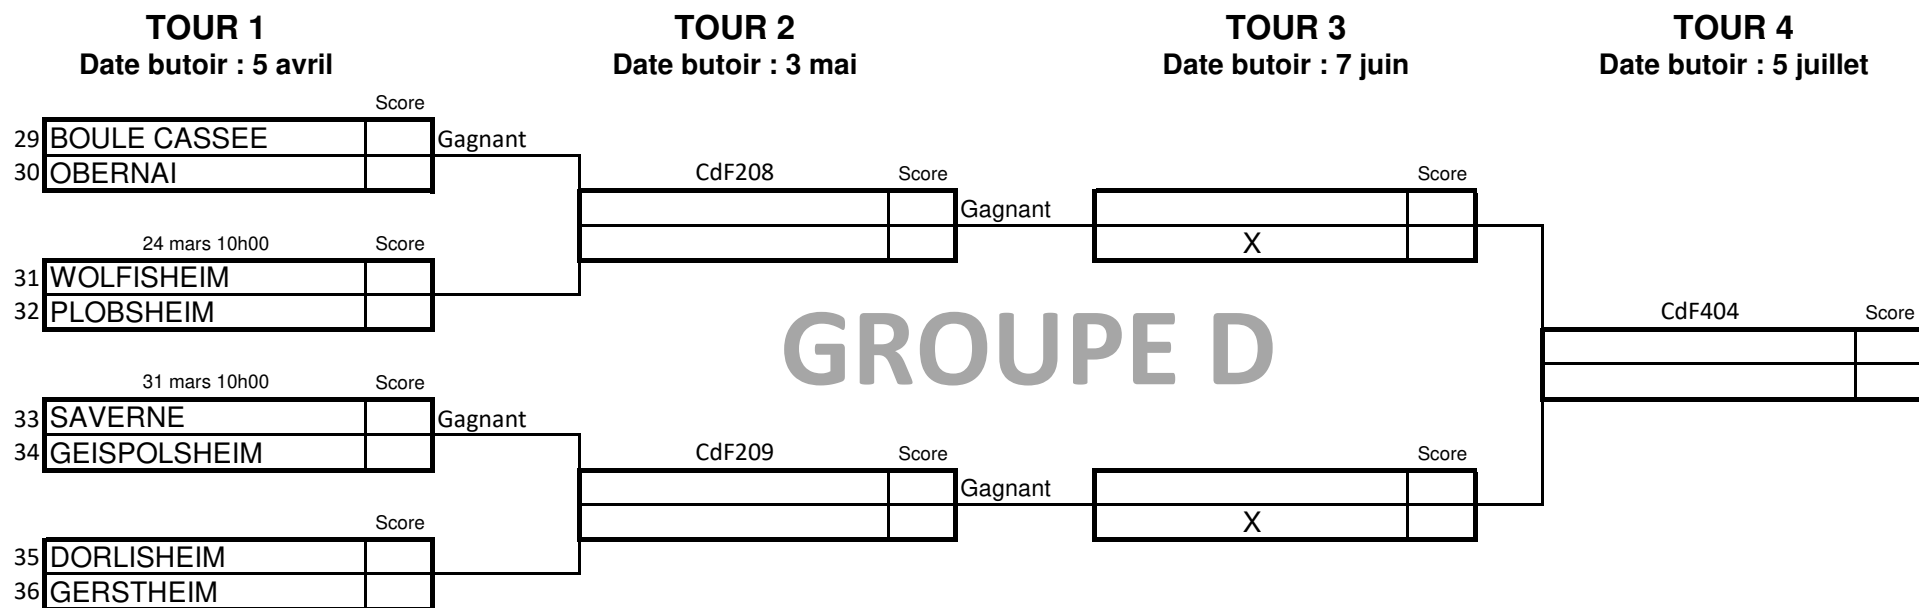 TOUR 1
Date butoir : 5 avril
TOUR 2
Date butoir : 3 mai
TOUR 3
Date butoir : 7 juin
TOUR 4
Date butoir : 5 juillet
Score
29 BOULE CASSEE Gagnant
30 OBERNAI
24 mars 10h00 Score
31 WOLFISHEIM
32 PLOBSHEIM
31 mars 10h00 Score
33 SAVERNE Gagnant
34 GEISPOLSHEIM
Score
35 DORLISHEIM
36 GERSTHEIM
CdF208 Score
Gagnant
CdF209 Score
Gagnant
Score
X
Score
X
CdF404 Score
GROUPE D